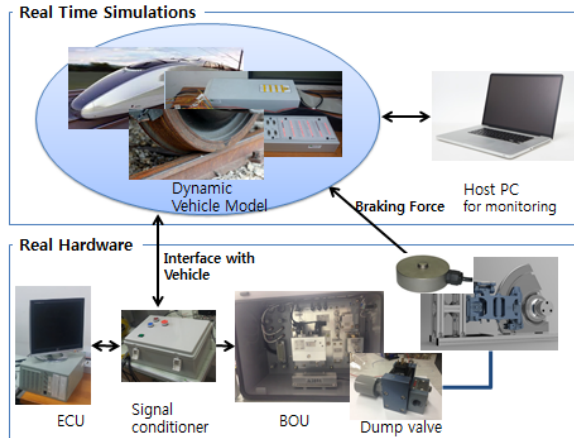 Real Time Simulations
Dynamic
Vehicle Model
Host PC
for monitoring
Braking Force
Real Hardware
Interface with
Vehicle
ECU
Signal
conditioner
BOU
Dump valve